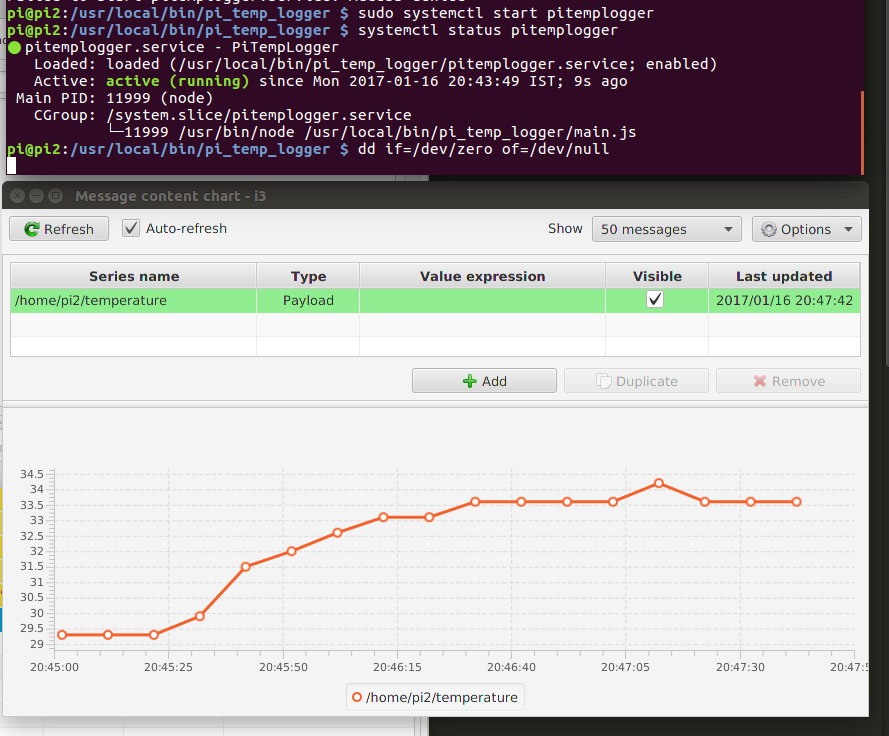 pi@pi2:/usr/local/bin/pi_temp_logger $ sudo systemctl start pitemplogger
pi@pi2:/usr/local/bin/pi_temp_logger $ systemctl status pitemplogger
● pitemplogger.service - PiTempLogger
Loaded: loaded (/usr/local/bin/pi_temp_logger/pitemplogger.service; enabled)
Active: active (running) since Mon 2017-01-16 20:43:49 IST; 9s ago
Main PID: 11999 (node)
CGroup: /system.slice/pitemplogger.service
└─11999 /usr/bin/node /usr/local/bin/pi_temp_logger/main.js
pi@pi2:/usr/local/bin/pi_temp_logger $ dd if=/dev/zero of=/dev/null
Message content chart - i3
Refresh Auto-refresh Show 50 messages Options
Series name Type Value expression Visible Last updated
/home/pi2/temperature Payload 2017/01/16 20:47:42
Add Duplicate Remove
34.5
34
33.5
33
32.5
32
31.5
31
30.5
30
29.5
29
20:45:00 20:45:25 20:45:50 20:46:15 20:46:40 20:47:05 20:47:30 20:47:5
/home/pi2/temperature